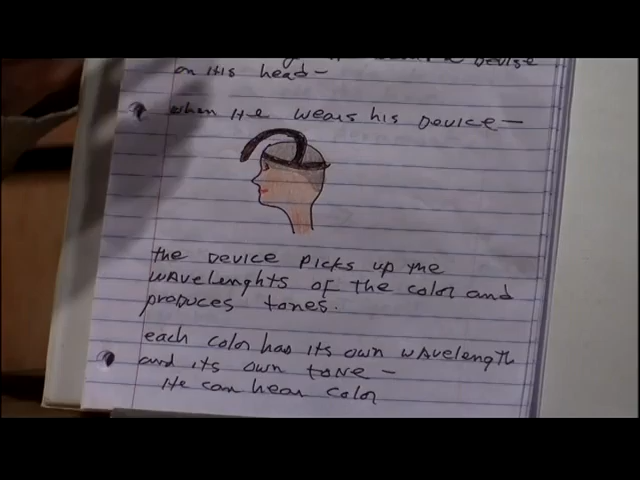 Device
on His head-
when He wears his Device-
the Device picks up the
wavelenghts of the color and
produces tones.
each color has its own wavelength
and its own tone-
He can hear color